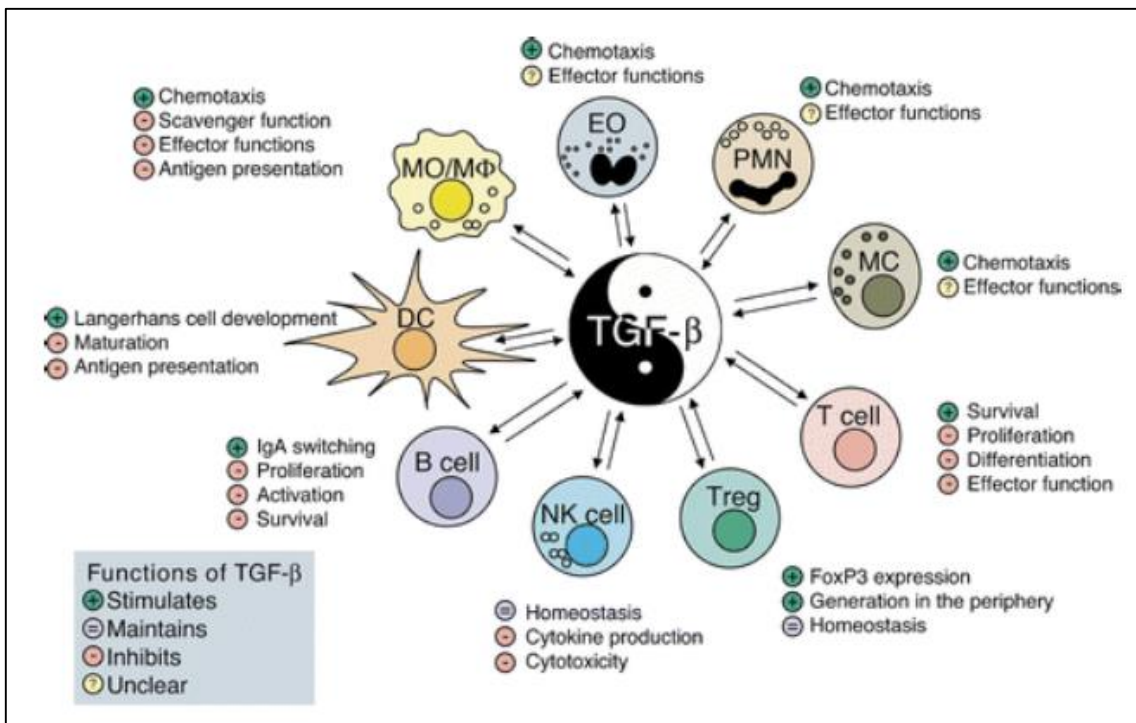 + Chemotaxis
? Effector functions
EO
+ Chemotaxis
? Effector functions
PMN
+ Chemotaxis
- Scavenger function
- Effector functions
- Antigen presentation
MO/MΦ
MC
+ Chemotaxis
? Effector functions
TGF-β
+ Langerhans cell development
- Maturation
- Antigen presentation
DC
T cell
+ Survival
- Proliferation
- Differentiation
- Effector function
+ IgA switching
- Proliferation
- Activation
- Survival
B cell
NK cell
= Homeostasis
- Cytokine production
- Cytotoxicity
Treg
+ FoxP3 expression
+ Generation in the periphery
= Homeostasis
Functions of TGF-β
+ Stimulates
= Maintains
- Inhibits
? Unclear